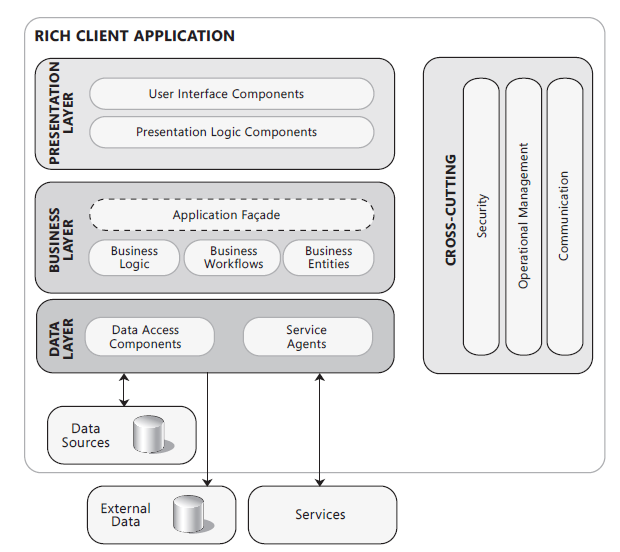 RICH CLIENT APPLICATION
PRESENTATION
LAYER
User Interface Components
Presentation Logic Components
BUSINESS
LAYER
Application Façade
Business
Logic
Business
Workflows
Business
Entities
DATA
LAYER
Data Access
Components
Service
Agents
CROSS-CUTTING
Security
Operational Management
Communication
Data
Sources
External
Data
Services